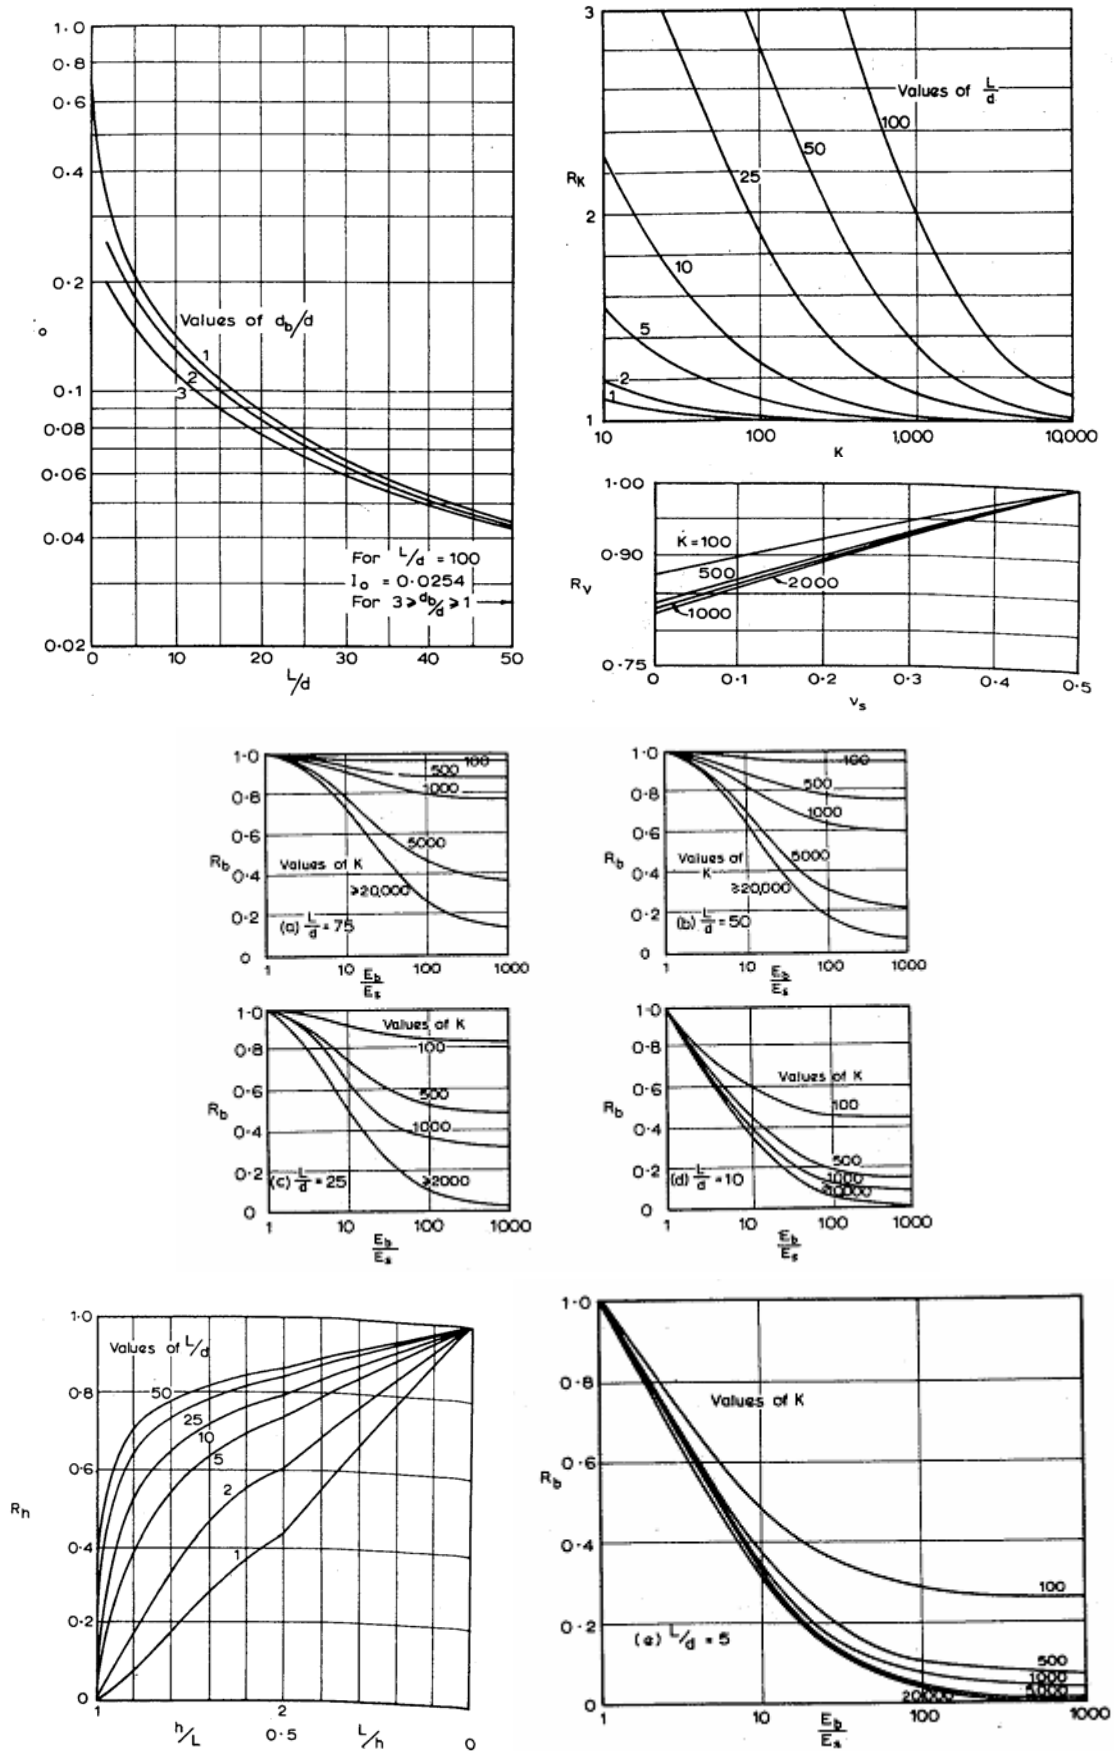 1·0
0·8
0·6
0·4
0·2
0·1
0·08
0·06
0·04
0·02
o
Values of db/d
1
2
3
For L/d = 100
Io = 0·0254
For 3 ≥ db/d ≥ 1
0 10 20 30 40 50
L/d
3
2
1
RK
Values of L/d
100
50
25
10
5
2
1
10 100 1,000 10,000
K
1·00
0·90
0·75
Rν
K=100
500
2000
1000
0 0·1 0·2 0·3 0·4 0·5
νs
1·0
0·8
0·6
0·4
0·2
0
Rb
100
500
1000
5000
≥20,000
Values of K
(a) L/d = 75
1 10 100 1000
Eb/Es
1·0
0·8
0·6
0·4
0·2
0
Rb
100
500
1000
5000
≥20,000
Values of
K
(b) L/d = 50
1 10 100 1000
Eb/Es
1·0
0·8
0·6
0·4
0·2
0
Rb
Values of K
100
500
1000
≥2000
(c) L/d = 25
1 10 100 1000
Eb/Es
1·0
0·8
0·6
0·4
0·2
0
Rb
Values of K
100
500
1000
(d) L/d = 10
1 10 100 1000
Eb/Es
1·0
0·8
0·6
0·4
0·2
0
Rh
Values of L/d
50
25
10
5
2
1
1 2 0
h/L 0·5 L/h
1·0
0·8
0·6
0·4
0·2
0
Rb
Values of K
100
500
1000
20,000
(e) L/d = 5
1 10 100 1000
Eb/Es